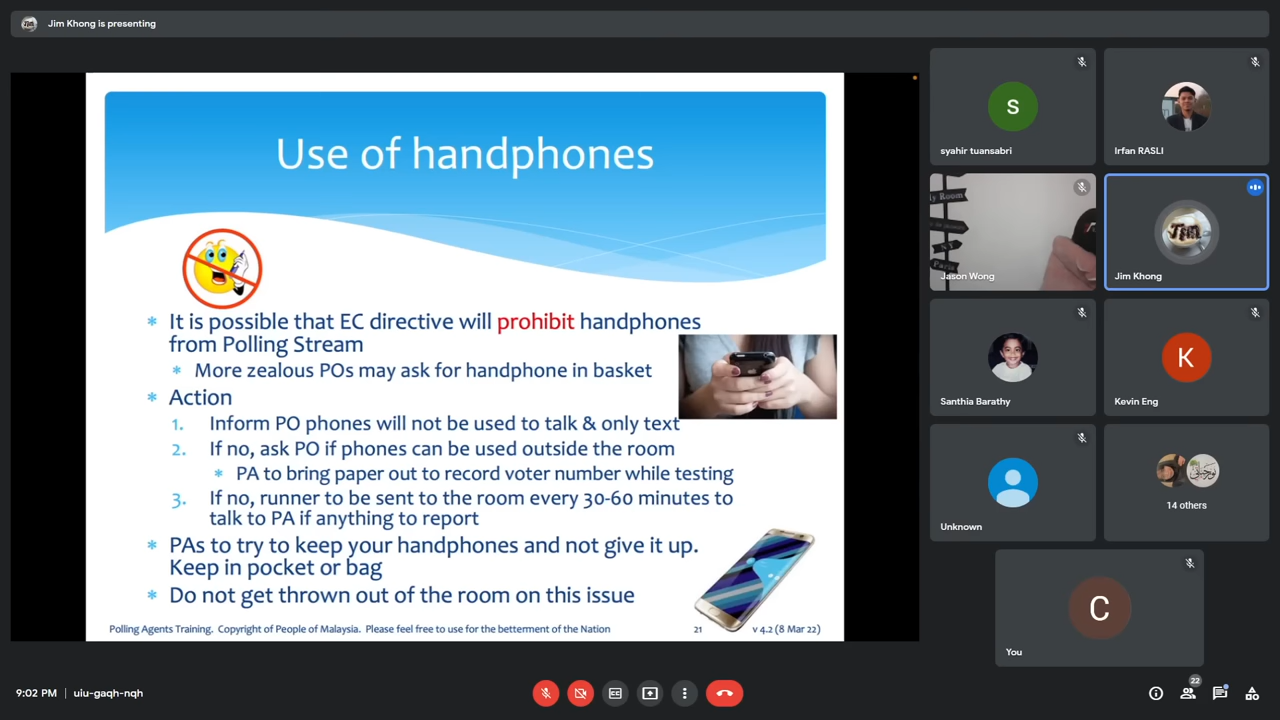 Jim Khong is presenting
Use of handphones
* It is possible that EC directive will prohibit handphones
from Polling Stream
* More zealous POs may ask for handphone in basket
* Action
1. Inform PO phones will not be used to talk & only text
2. If no, ask PO if phones can be used outside the room
* PA to bring paper out to record voter number while testing
3. If no, runner to be sent to the room every 30-60 minutes to
talk to PA if anything to report
* PAs to try to keep your handphones and not give it up.
Keep in pocket or bag
* Do not get thrown out of the room on this issue
Polling Agents Training. Copyright of People of Malaysia. Please feel free to use for the betterment of the Nation
21
v 4.2 (8 Mar 22)
S
syahir tuansabri
Irfan RASLI
Paris
Jason Wong
Jim
Jim Khong
Santhia Barathy
K
Kevin Eng
Unknown
14 others
C
You
9:02 PM | uiu-gaqh-nqh
CC
22